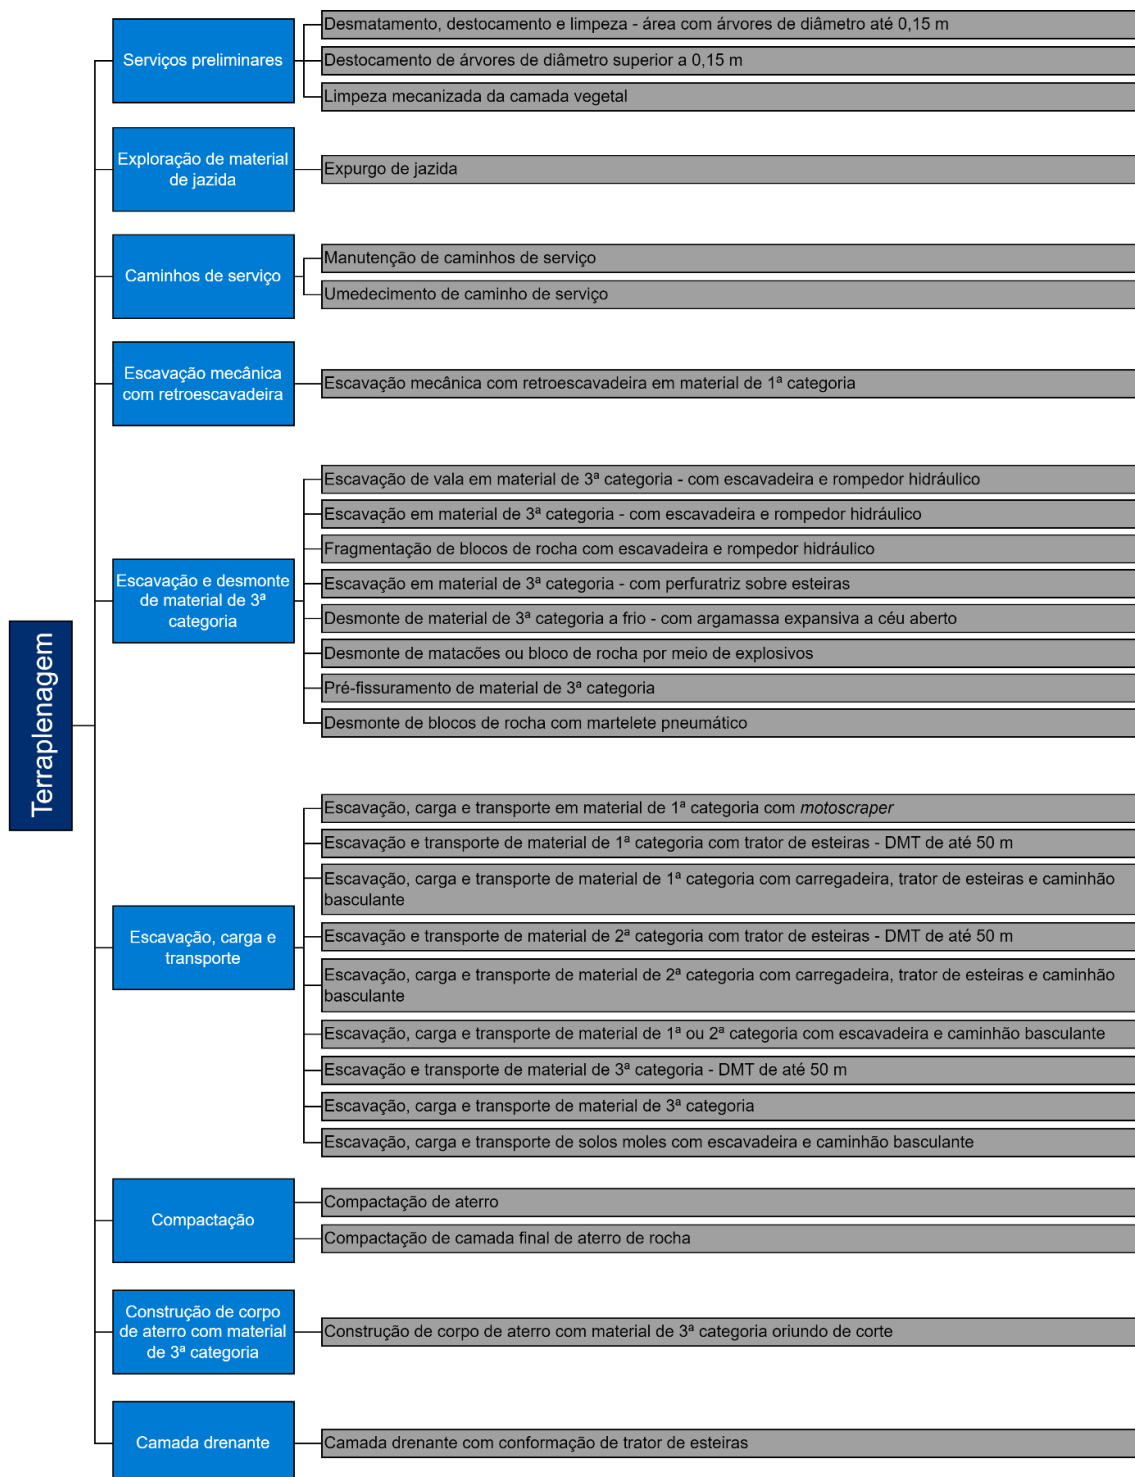 Terraplenagem
Serviços preliminares
Desmatamento, destocamento e limpeza - área com árvores de diâmetro até 0,15 m
Destocamento de árvores de diâmetro superior a 0,15 m
Limpeza mecanizada da camada vegetal
Exploração de material
de jazida
Expurgo de jazida
Caminhos de serviço
Manutenção de caminhos de serviço
Umedecimento de caminho de serviço
Escavação mecânica
com retroescavadeira
Escavação mecânica com retroescavadeira em material de 1ª categoria
Escavação e desmonte
de material de 3ª
categoria
Escavação de vala em material de 3ª categoria - com escavadeira e rompedor hidráulico
Escavação em material de 3ª categoria - com escavadeira e rompedor hidráulico
Fragmentação de blocos de rocha com escavadeira e rompedor hidráulico
Escavação em material de 3ª categoria - com perfuratriz sobre esteiras
Desmonte de material de 3ª categoria a frio - com argamassa expansiva a céu aberto
Desmonte de matacões ou bloco de rocha por meio de explosivos
Pré-fissuramento de material de 3ª categoria
Desmonte de blocos de rocha com martelete pneumático
Escavação, carga e
transporte
Escavação, carga e transporte em material de 1ª categoria com motoscraper
Escavação e transporte de material de 1ª categoria com trator de esteiras - DMT de até 50 m
Escavação, carga e transporte de material de 1ª categoria com carregadeira, trator de esteiras e caminhão
basculante
Escavação e transporte de material de 2ª categoria com trator de esteiras - DMT de até 50 m
Escavação, carga e transporte de material de 2ª categoria com carregadeira, trator de esteiras e caminhão
basculante
Escavação, carga e transporte de material de 1ª ou 2ª categoria com escavadeira e caminhão basculante
Escavação e transporte de material de 3ª categoria - DMT de até 50 m
Escavação, carga e transporte de material de 3ª categoria
Escavação, carga e transporte de solos moles com escavadeira e caminhão basculante
Compactação
Compactação de aterro
Compactação de camada final de aterro de rocha
Construção de corpo
de aterro com material
de 3ª categoria
Construção de corpo de aterro com material de 3ª categoria oriundo de corte
Camada drenante
Camada drenante com conformação de trator de esteiras